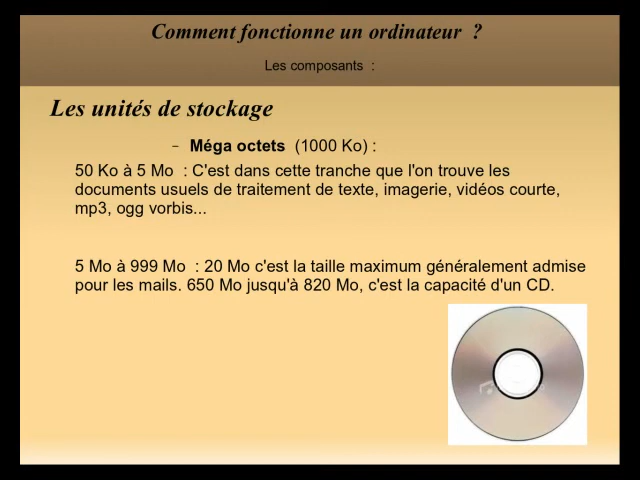 Comment fonctionne un ordinateur ?
Les composants :
Les unités de stockage
– Méga octets (1000 Ko) :
50 Ko à 5 Mo : C'est dans cette tranche que l'on trouve les
documents usuels de traitement de texte, imagerie, vidéos courte,
mp3, ogg vorbis...
5 Mo à 999 Mo : 20 Mo c'est la taille maximum généralement admise
pour les mails. 650 Mo jusqu'à 820 Mo, c'est la capacité d'un CD.